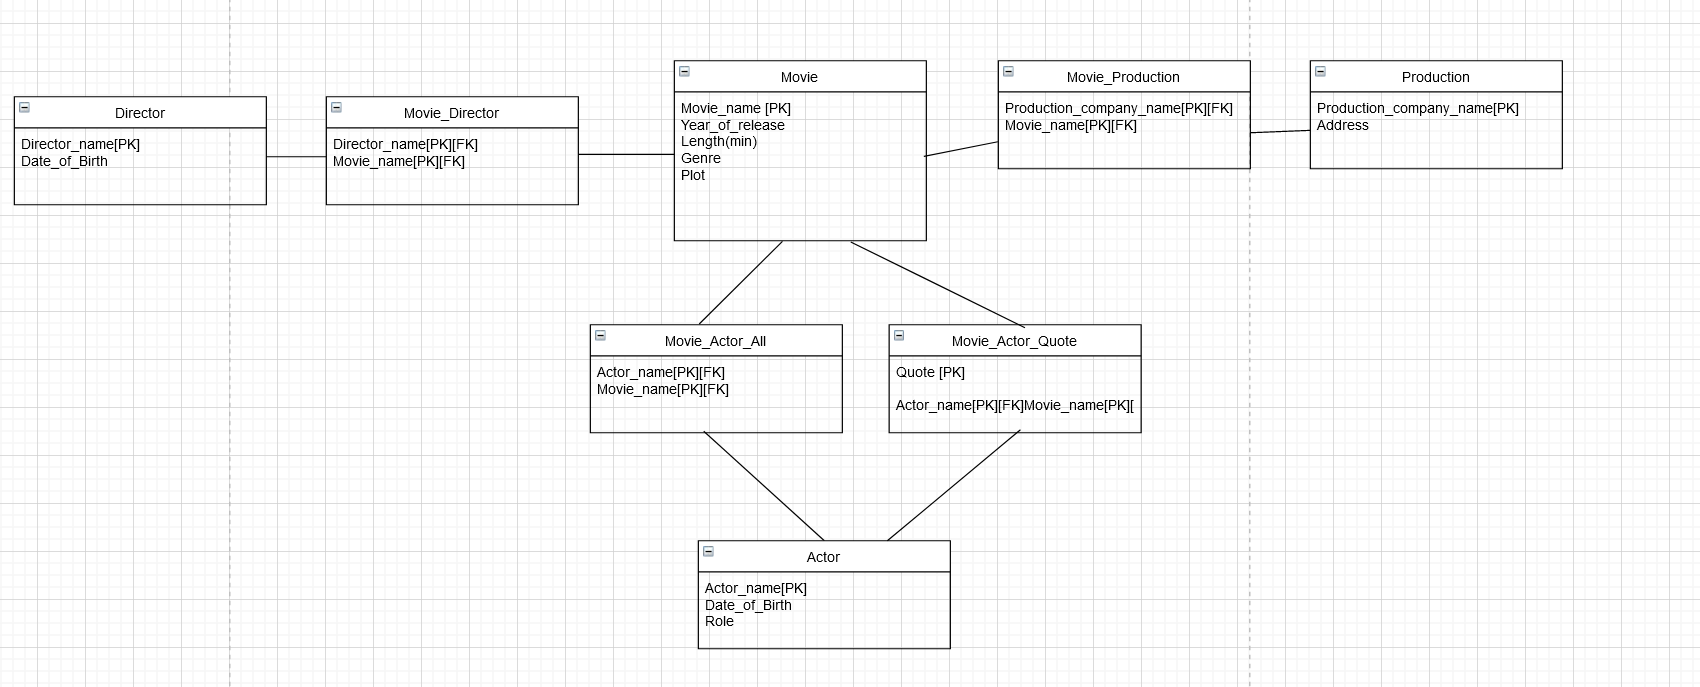 Director
Director_name[PK]
Date_of_Birth
Movie_Director
Director_name[PK][FK]
Movie_name[PK][FK]
Movie
Movie_name [PK]
Year_of_release
Length(min)
Genre
Plot
Movie_Production
Production_company_name[PK][FK]
Movie_name[PK][FK]
Production
Production_company_name[PK]
Address
Movie_Actor_All
Actor_name[PK][FK]
Movie_name[PK][FK]
Movie_Actor_Quote
Quote [PK]
Actor_name[PK][FK]Movie_name[PK][
Actor
Actor_name[PK]
Date_of_Birth
Role